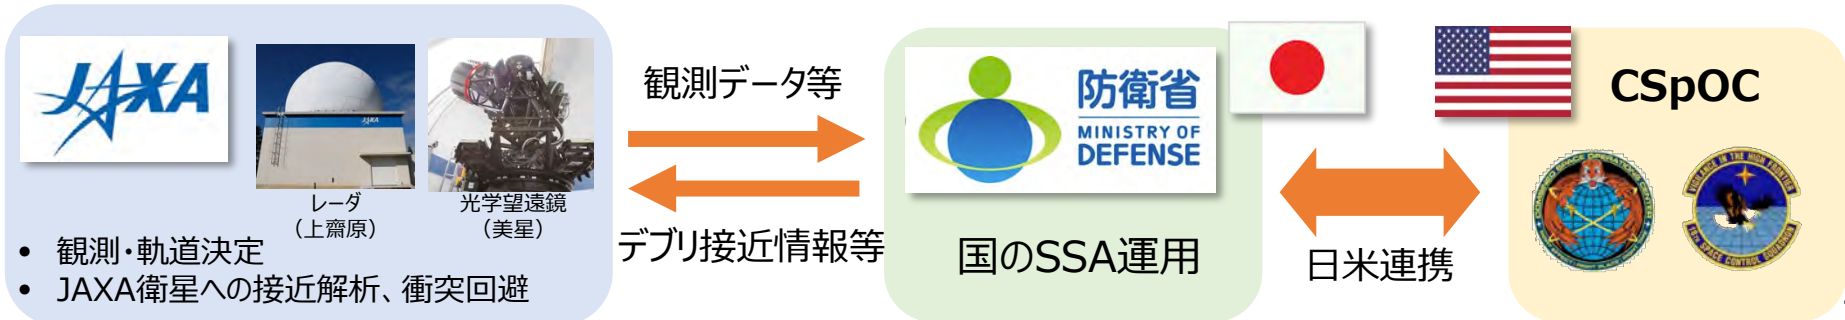 JAXA
レーダ
(上齋原)
光学望遠鏡
(美星)
• 観測・軌道決定
• JAXA衛星への接近解析、衝突回避
観測データ等
デブリ接近情報等
防衛省
MINISTRY OF
DEFENSE
国のSSA運用
日米連携
CSpOC